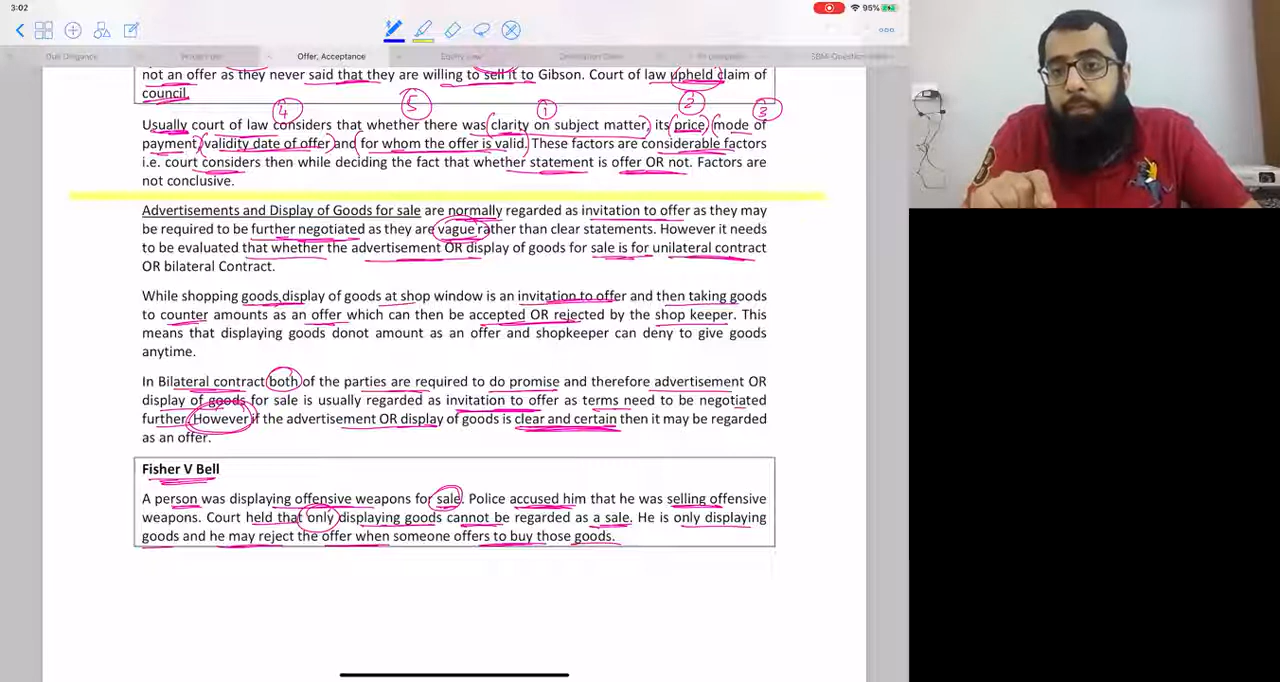 3:02
95%
Due Diligence
Offer, Acceptance
SBM-Question
not an offer as they never said that they are willing to sell it to Gibson. Court of law upheld claim of
council.
4 5 1 2 3
Usually court of law considers that whether there was clarity on subject matter, its price, mode of
payment, validity date of offer and for whom the offer is valid. These factors are considerable factors
i.e. court considers then while deciding the fact that whether statement is offer OR not. Factors are
not conclusive.
Advertisements and Display of Goods for sale are normally regarded as invitation to offer as they may
be required to be further negotiated as they are vague rather than clear statements. However it needs
to be evaluated that whether the advertisement OR display of goods for sale is for unilateral contract
OR bilateral Contract.
While shopping goods display of goods at shop window is an invitation to offer and then taking goods
to counter amounts as an offer which can then be accepted OR rejected by the shop keeper. This
means that displaying goods donot amount as an offer and shopkeeper can deny to give goods
anytime.
In Bilateral contract both of the parties are required to do promise and therefore advertisement OR
display of goods for sale is usually regarded as invitation to offer as terms need to be negotiated
further. However if the advertisement OR display of goods is clear and certain then it may be regarded
as an offer.
Fisher V Bell
A person was displaying offensive weapons for sale. Police accused him that he was selling offensive
weapons. Court held that only displaying goods cannot be regarded as a sale. He is only displaying
goods and he may reject the offer when someone offers to buy those goods.